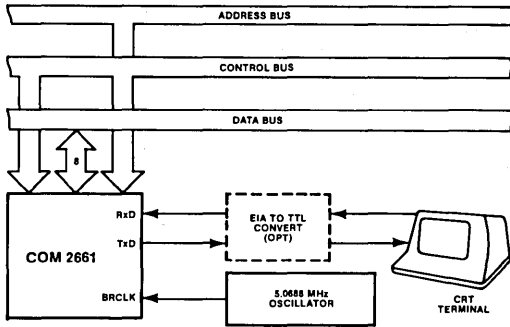 ADDRESS BUS
CONTROL BUS
DATA BUS
8
RxD
TxD
COM 2661
BRCLK
EIA TO TTL
CONVERT
(OPT)
5.0688 MHz
OSCILLATOR
CRT
TERMINAL